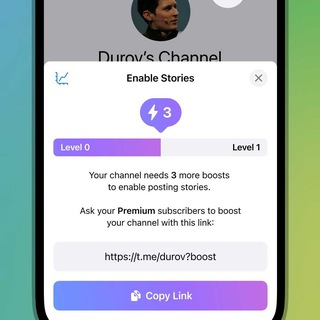 Durov's Channel
Enable Stories
3
Level 0
Level 1
Your channel needs 3 more boosts
to enable posting stories.
Ask your Premium subscribers to boost
your channel with this link:
https://t.me/durov?boost
Copy Link